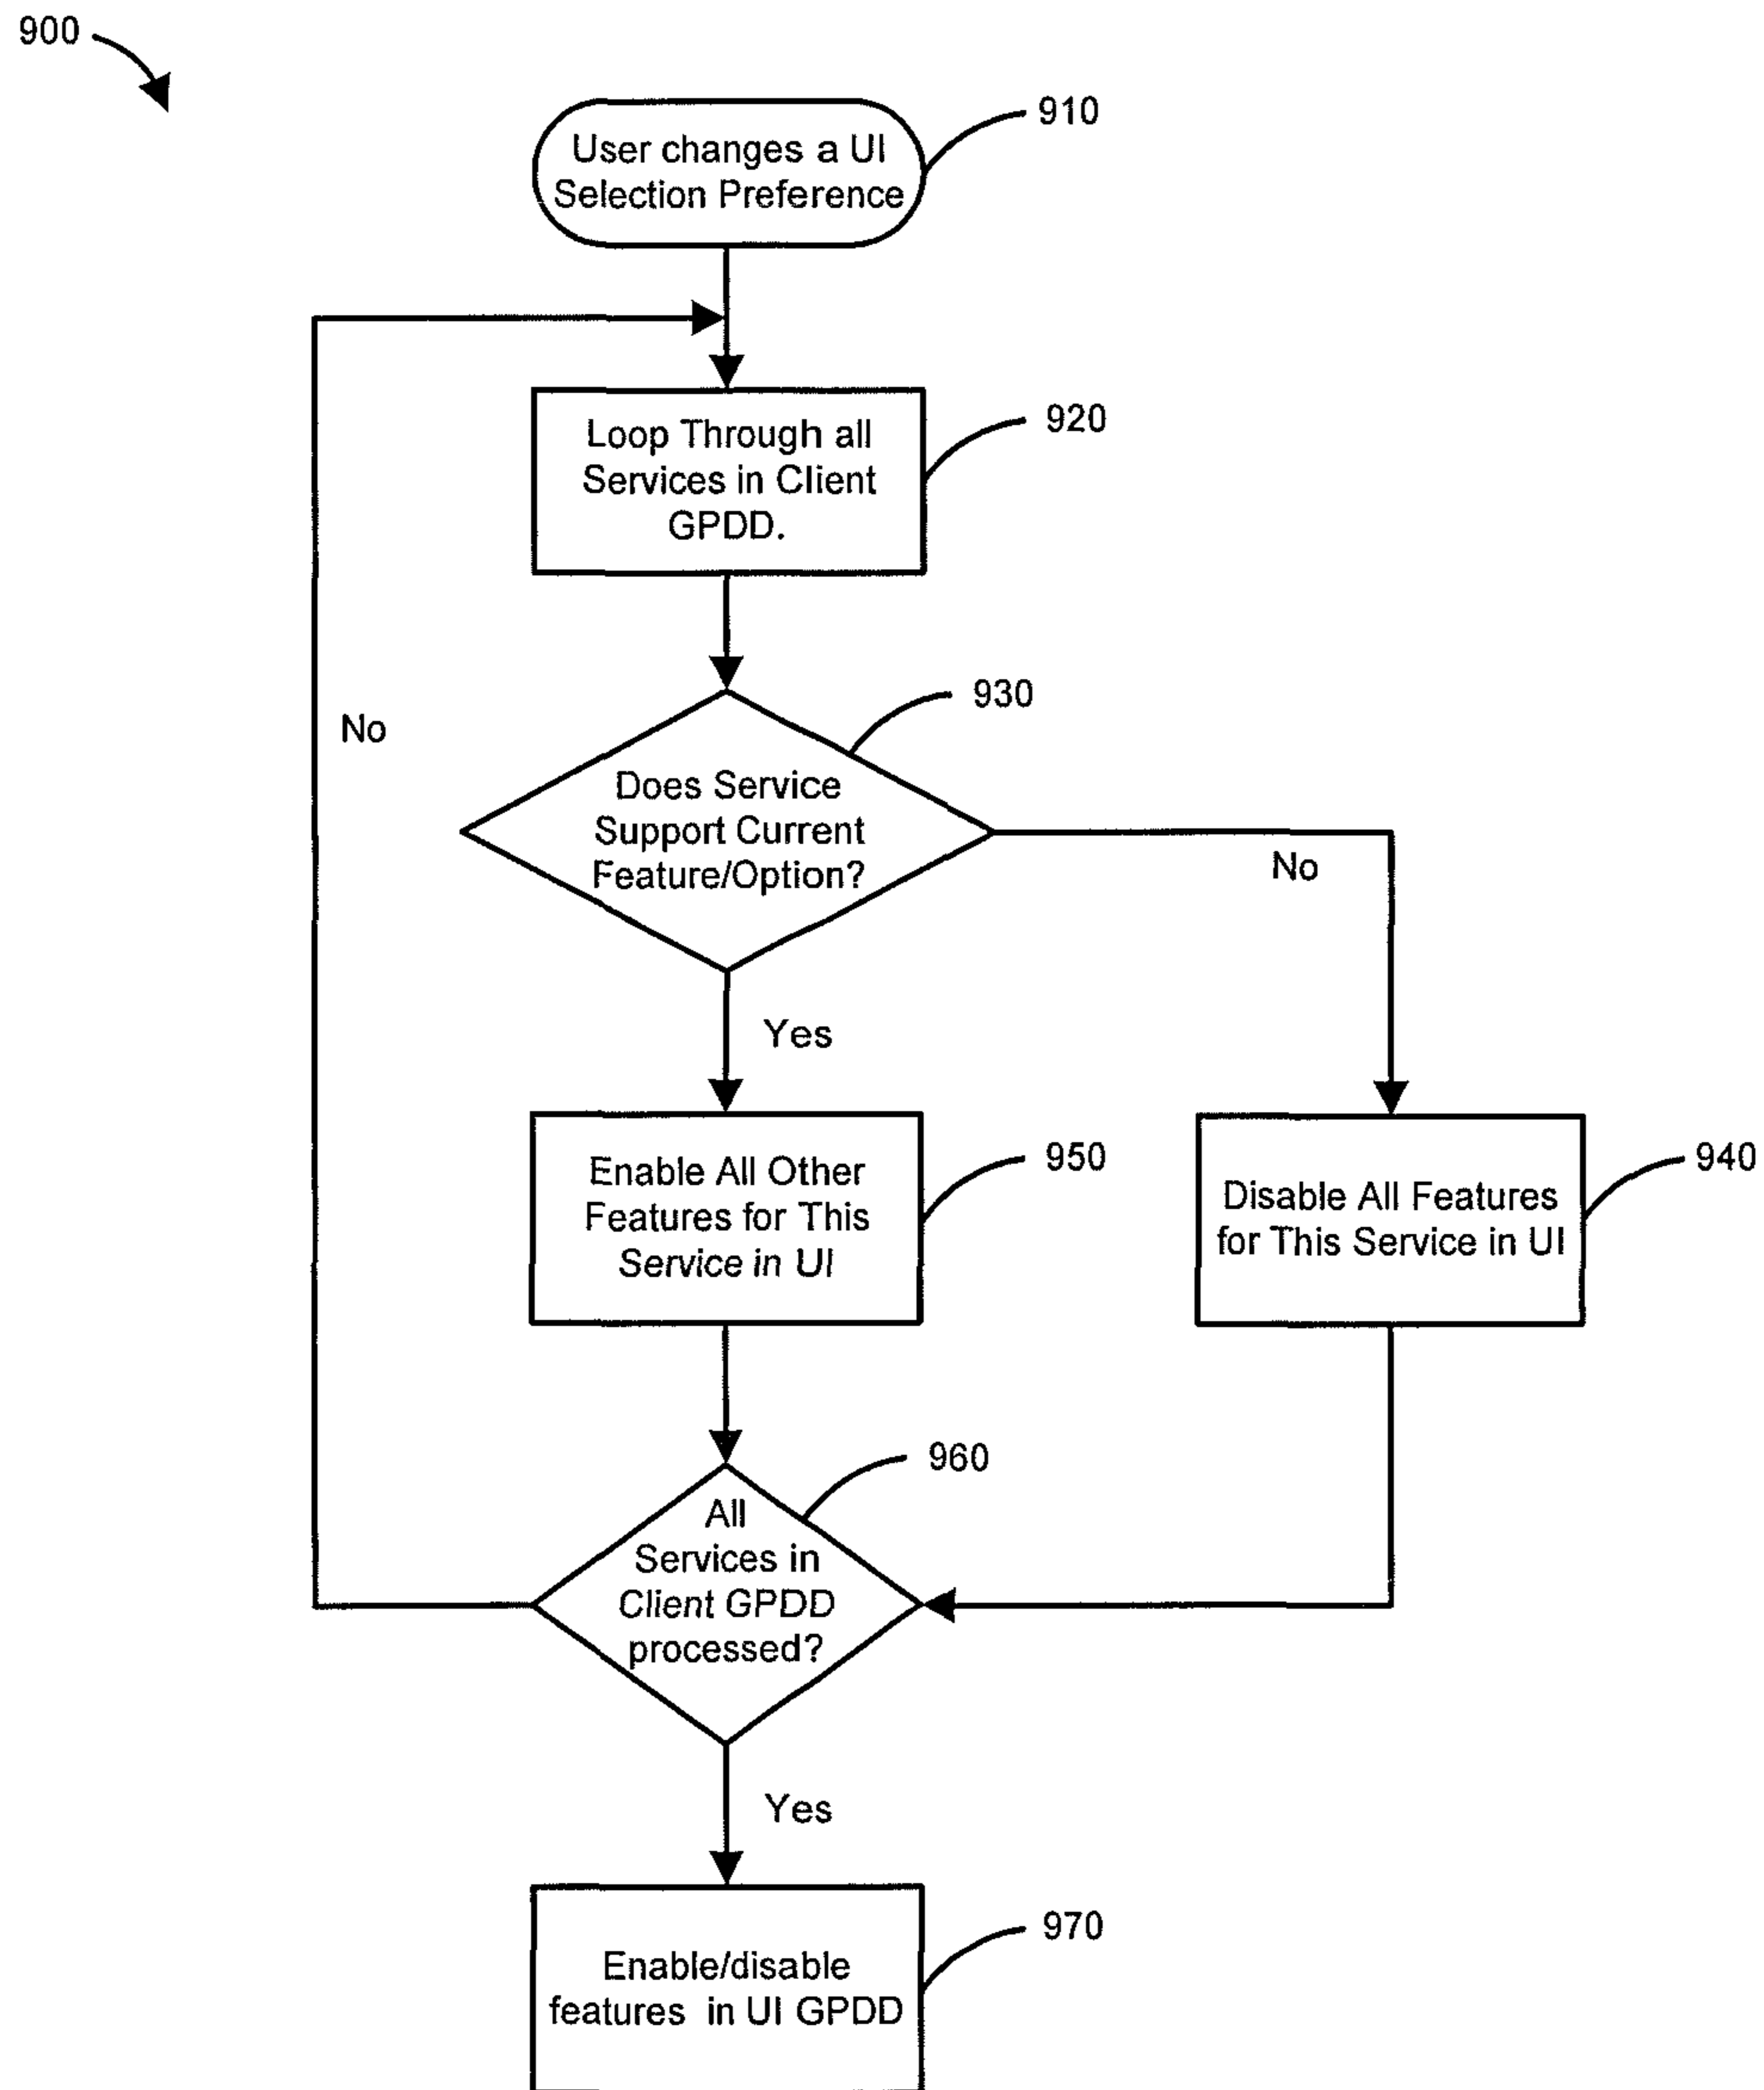 900
User changes a UI
Selection Preference
910
Loop Through all
Services in Client
GPDD.
920
No
930
Does Service
Support Current
Feature/Option?
No
Yes
Enable All Other
Features for This
Service in UI
950
Disable All Features
for This Service in UI
940
960
All
Services in
Client GPDD
processed?
Yes
Enable/disable
features in UI GPDD
970